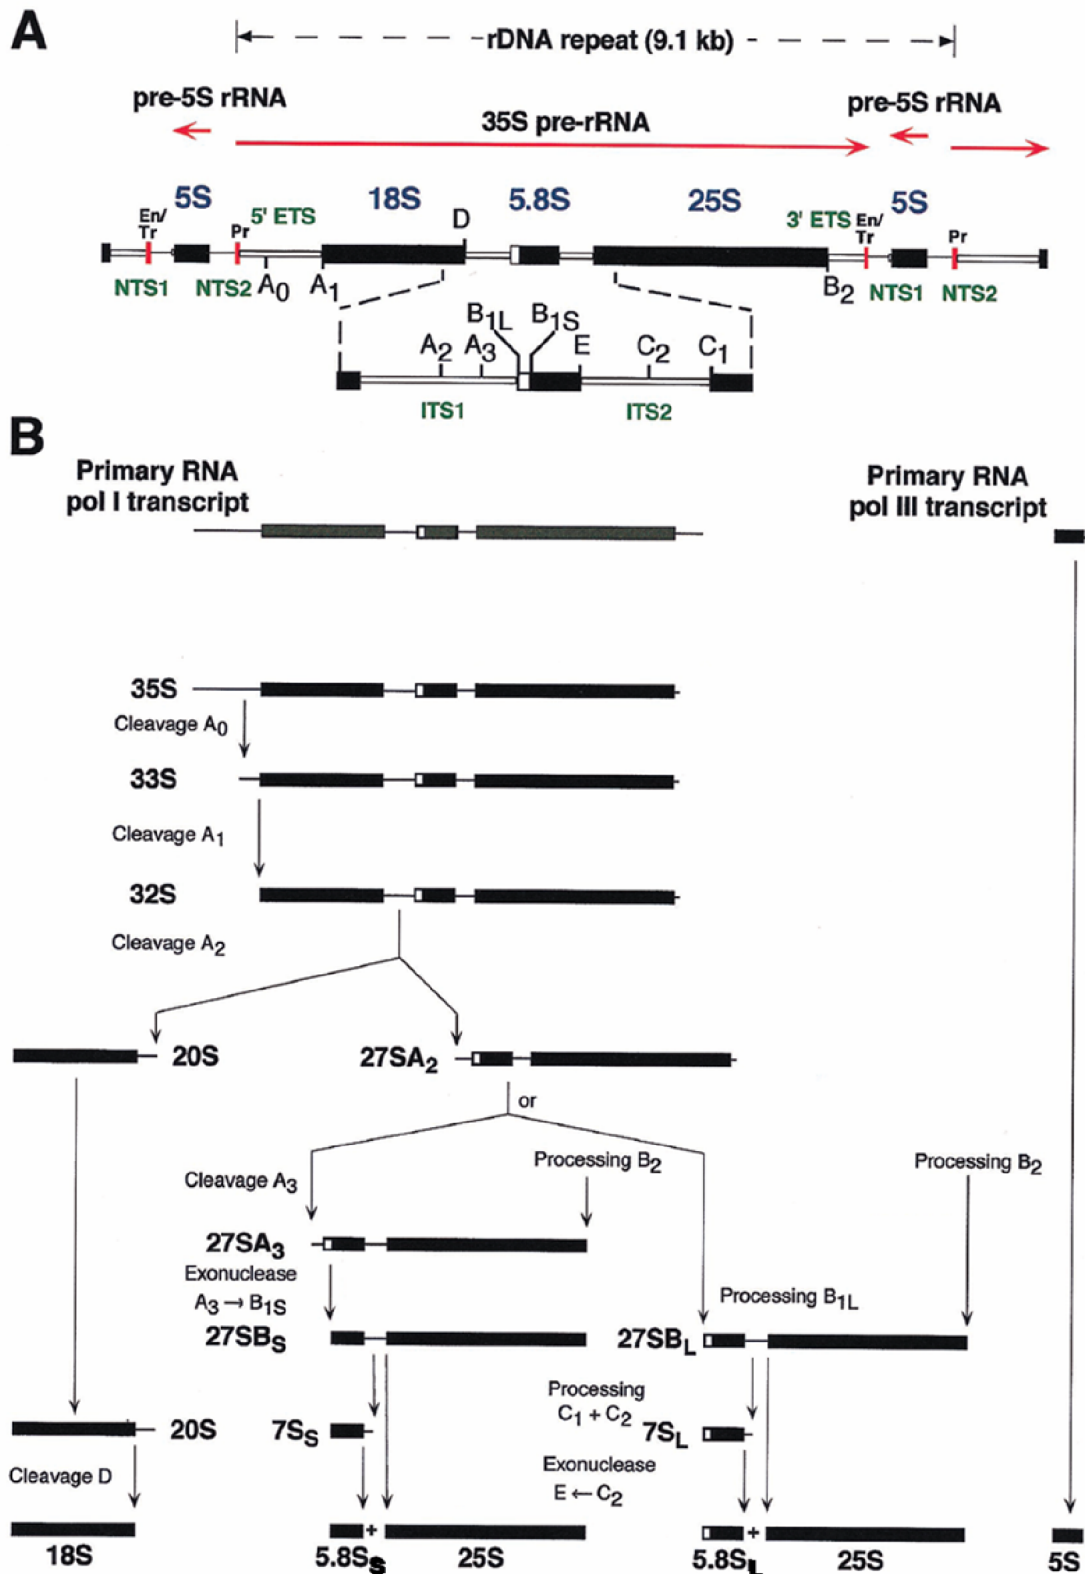 A
rDNA repeat (9.1 kb)
pre-5S rRNA
35S pre-rRNA
pre-5S rRNA
5S
18S
5.8S
25S
5S
En/
Tr
Pr
5' ETS
D
3' ETS
En/
Tr
Pr
NTS1
NTS2
A0
A1
B2
NTS1
NTS2
A2
A3
B1L
B1S
E
C2
C1
ITS1
ITS2
B
Primary RNA
pol I transcript
Primary RNA
pol III transcript
35S
Cleavage A0
33S
Cleavage A1
32S
Cleavage A2
20S
27SA2
or
Cleavage A3
Processing B2
Processing B2
27SA3
Exonuclease
A3 → B1S
Processing B1L
27SBS
27SBL
Processing
C1 + C2
20S
7SS
7SL
Cleavage D
Exonuclease
E ← C2
+
+
18S
5.8SS
25S
5.8SL
25S
5S